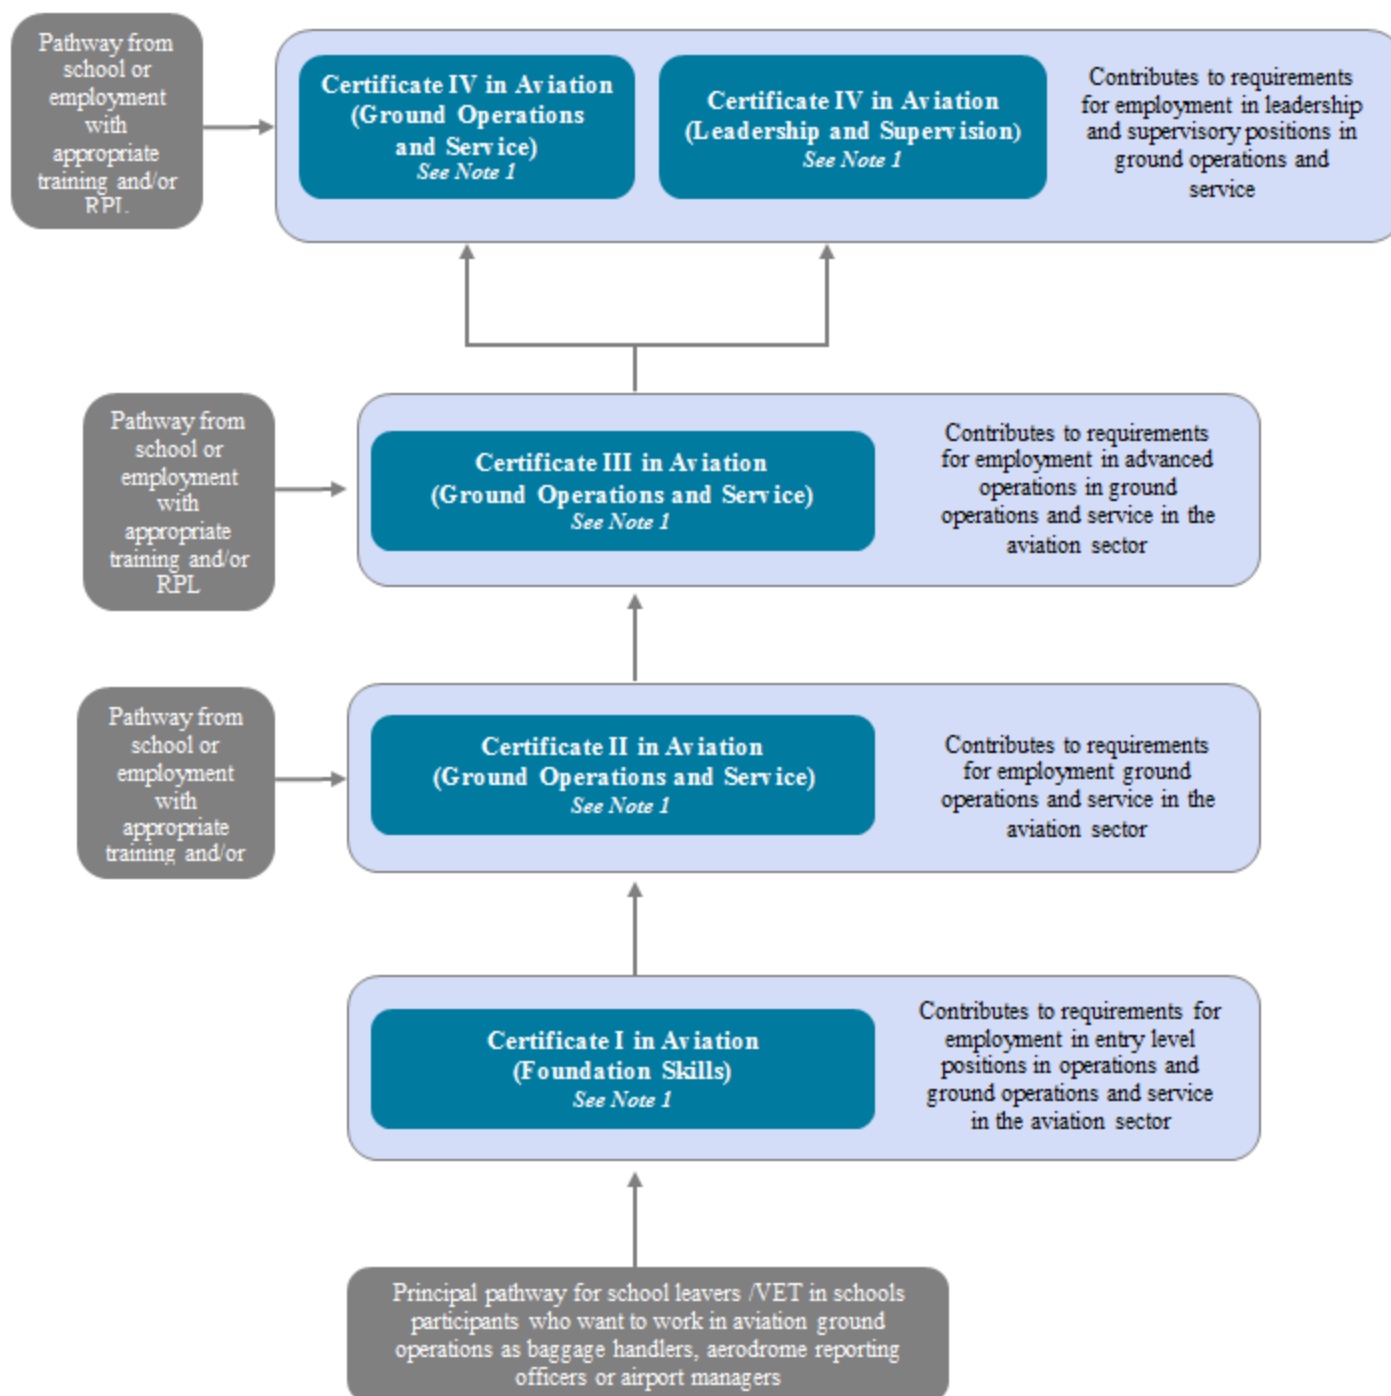 Pathway from
school or
employment
with
appropriate
training and/or
RPL
Certificate IV in Aviation
(Ground Operations
and Service)
See Note 1
Certificate IV in Aviation
(Leadership and Supervision)
See Note 1
Contributes to requirements
for employment in leadership
and supervisory positions in
ground operations and
service
Pathway from
school or
employment
with
appropriate
training and/or
RPL
Certificate III in Aviation
(Ground Operations and Service)
See Note 1
Contributes to requirements
for employment in advanced
operations in ground
operations and service in the
aviation sector
Pathway from
school or
employment
with
appropriate
training and/or
Certificate II in Aviation
(Ground Operations and Service)
See Note 1
Contributes to requirements
for employment ground
operations and service in the
aviation sector
Certificate I in Aviation
(Foundation Skills)
See Note 1
Contributes to requirements for
employment in entry level
positions in operations and
ground operations and service
in the aviation sector
Principal pathway for school leavers /VET in schools
participants who want to work in aviation ground
operations as baggage handlers, aerodrome reporting
officers or airport managers